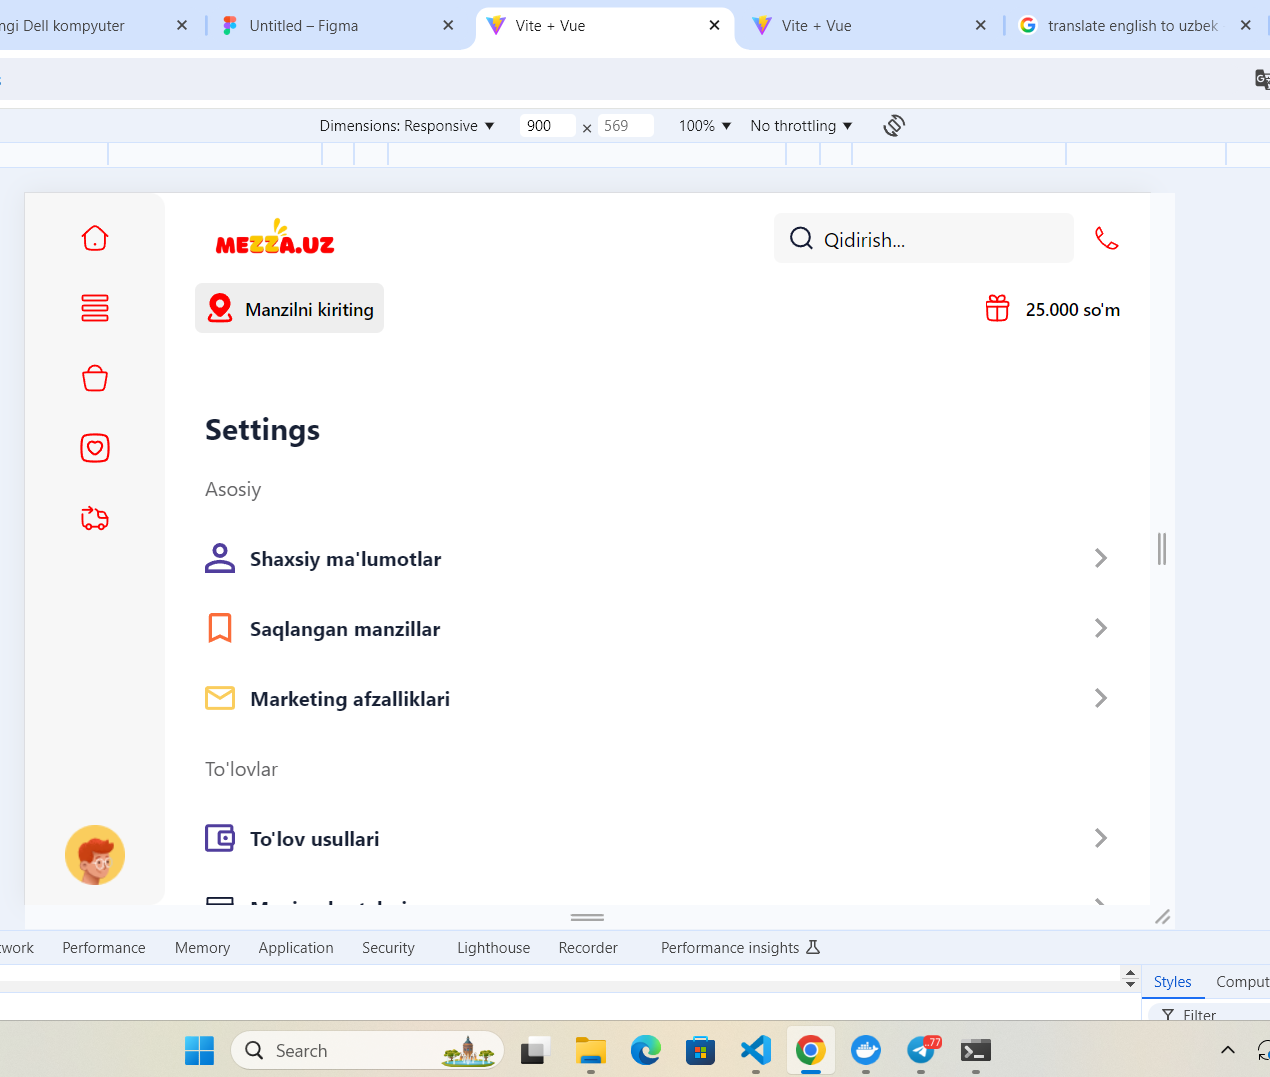 ngi Dell kompyuter
Untitled – Figma
Vite + Vue
Vite + Vue
translate english to uzbek
Dimensions: Responsive
900 × 569
100%
No throttling
MEZZA.UZ
Qidirish...
Manzilni kiriting
25.000 so'm
Settings
Asosiy
Shaxsiy ma'lumotlar
Saqlangan manzillar
Marketing afzalliklari
To'lovlar
To'lov usullari
twork
Performance
Memory
Application
Security
Lighthouse
Recorder
Performance insights
Styles
Comput
Filter
Search
..77